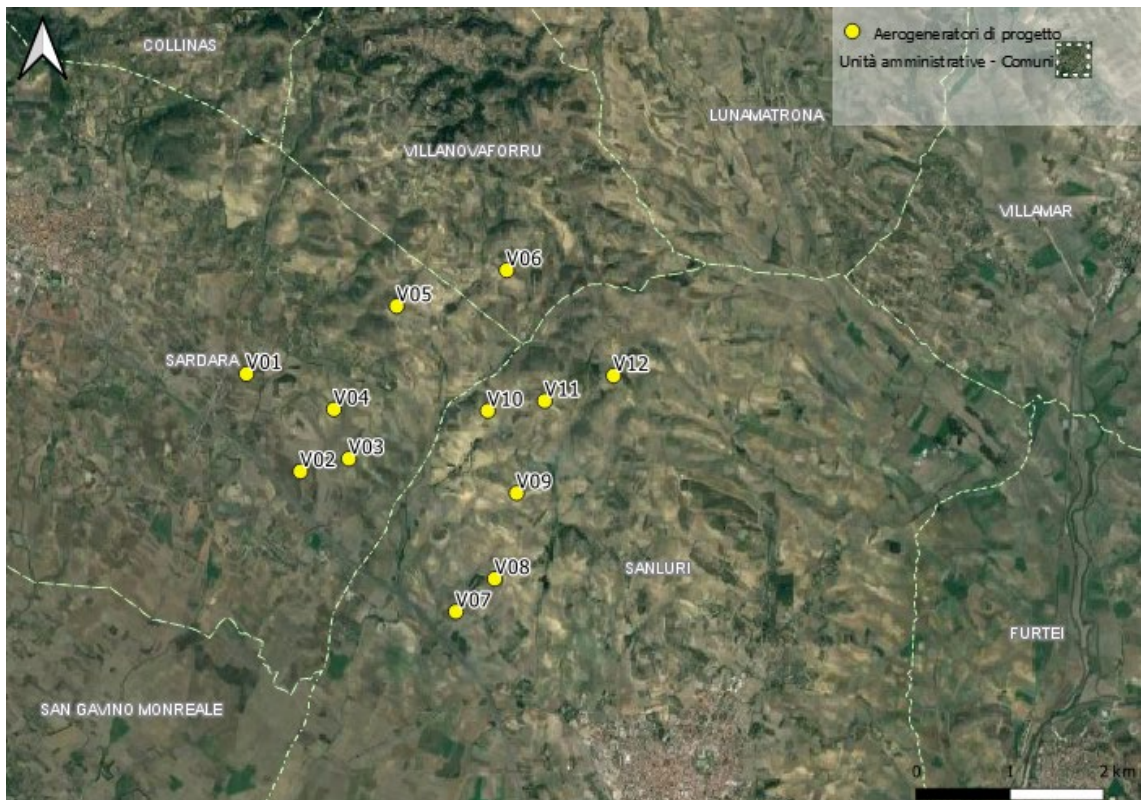 COLLINAS
Aerogeneratori di progetto
Unità amministrative - Comuni
LUNAMATRONA
VILLANOVAFORRU
VILLAMAR
V06
V05
SARDARA
V01
V12
V11
V10
V04
V03
V02
V09
V08
SANLURI
V07
FURTEI
SAN GAVINO MONREALE
0 1 2 km